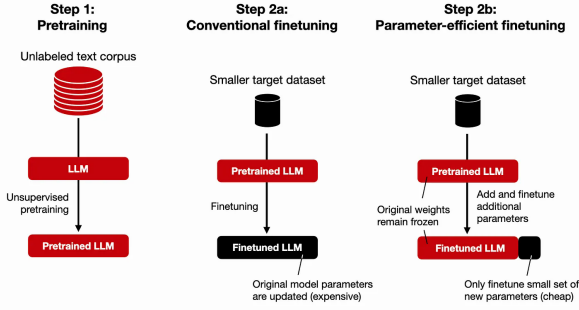 Step 1:
Pretraining
Unlabeled text corpus
LLM
Unsupervised
pretraining
Pretrained LLM
Step 2a:
Conventional finetuning
Smaller target dataset
Pretrained LLM
Finetuning
Finetuned LLM
Original model parameters
are updated (expensive)
Step 2b:
Parameter-efficient finetuning
Smaller target dataset
Pretrained LLM
Original weights
remain frozen
Add and finetune
additional
parameters
Finetuned LLM
Only finetune small set of
new parameters (cheap)